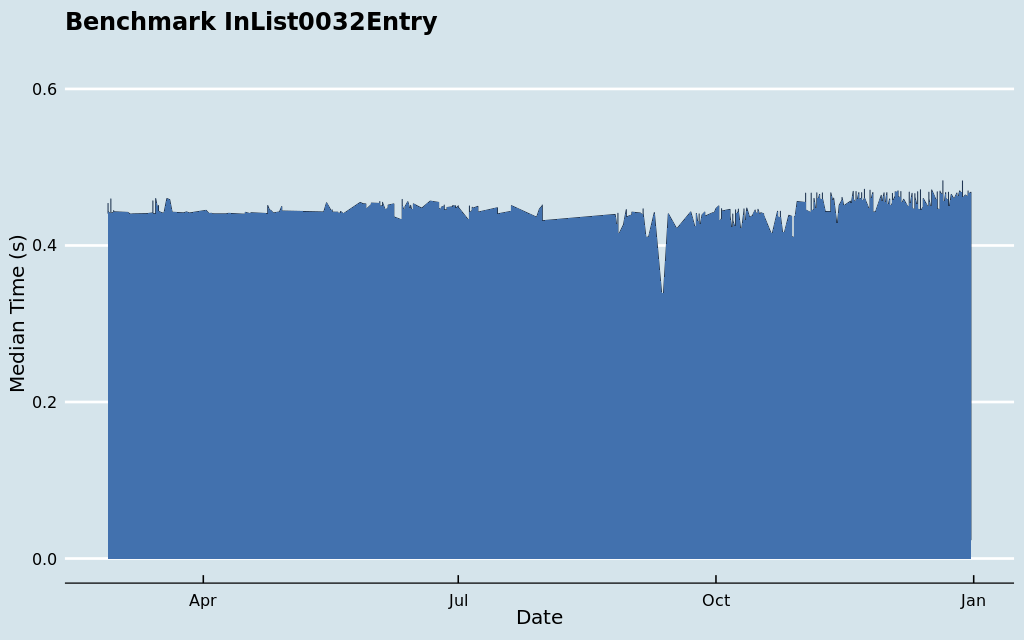 Benchmark InList0032Entry
0.6
0.4
0.2
0.0
Median Time (s)
Apr
Jul
Oct
Jan
Date